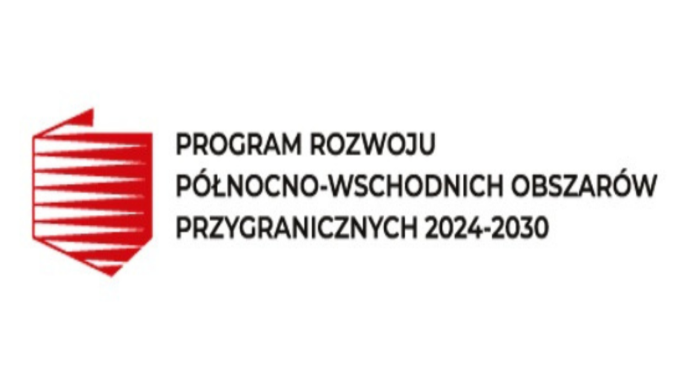 PROGRAM ROZWOJU
PÓŁNOCNO-WSCHODNICH OBSZARÓW
PRZYGRANICZNYCH 2024-2030